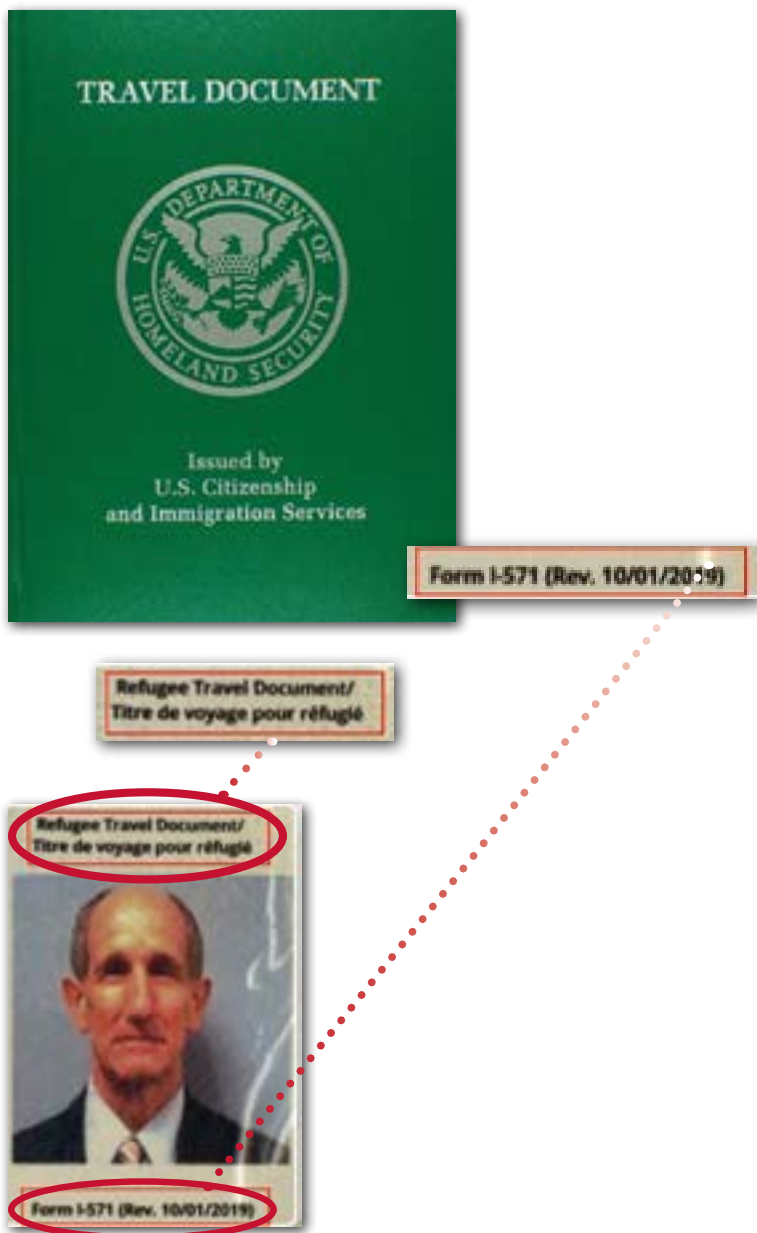 TRAVEL DOCUMENT
U.S. DEPARTMENT OF
HOMELAND SECURITY
Issued by
U.S. Citizenship
and Immigration Services
Form I-571 (Rev. 10/01/2019)
Refugee Travel Document/
Titre de voyage pour réfugié
Refugee Travel Document/
Titre de voyage pour réfugié
Form I-571 (Rev. 10/01/2019)